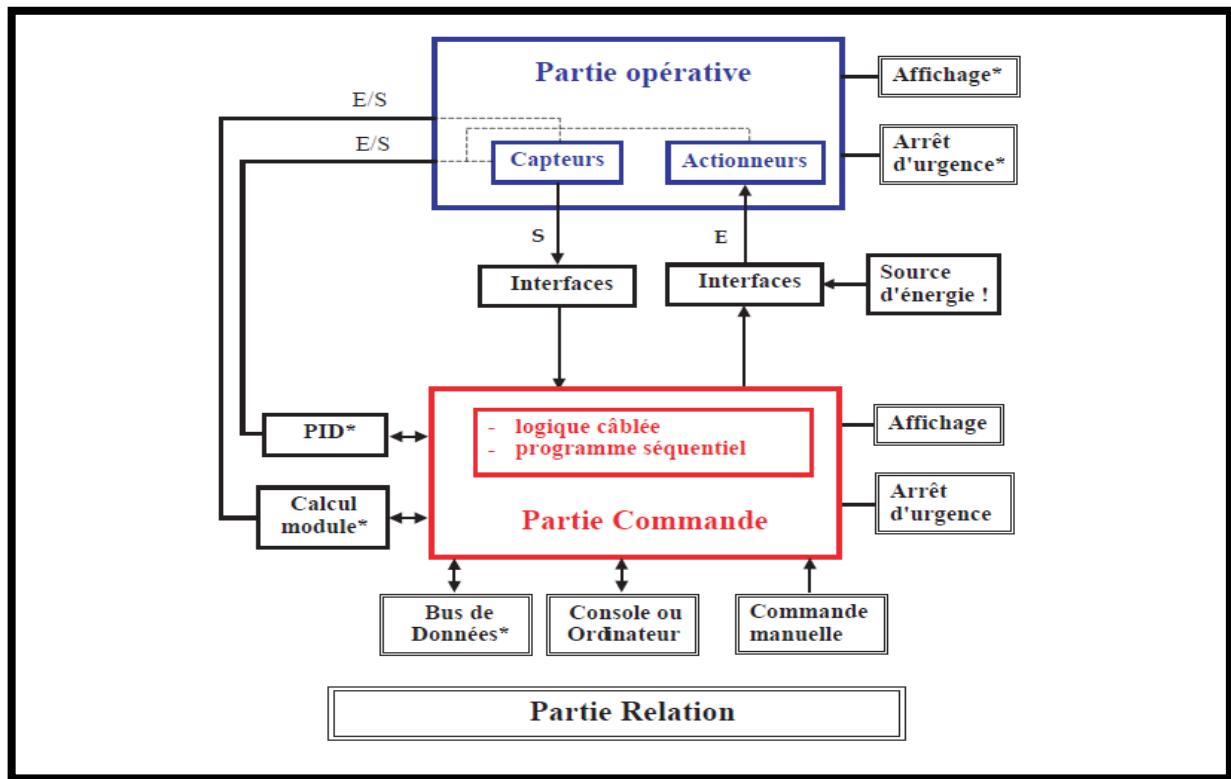 Partie opérative
Affichage*
E/S
E/S
Arrêt
d'urgence*
Capteurs
Actionneurs
S
E
Interfaces
Interfaces
Source
d'énergie !
- logique câblée
- programme séquentiel
Affichage
PID*
Calcul
module*
Arrêt
d'urgence
Partie Commande
Bus de
Données*
Console ou
Ordinateur
Commande
manuelle
Partie Relation